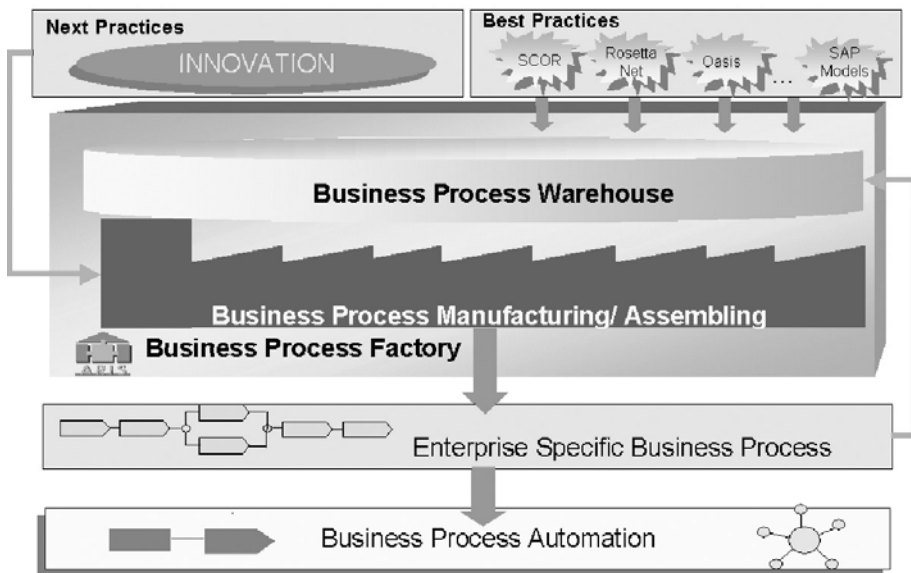 Next Practices
INNOVATION
Best Practices
SCOR
Rosetta
Net
Oasis
...
SAP
Models
Business Process Warehouse
Business Process Manufacturing/ Assembling
Business Process Factory
A.R.I.S.
Enterprise Specific Business Process
Business Process Automation